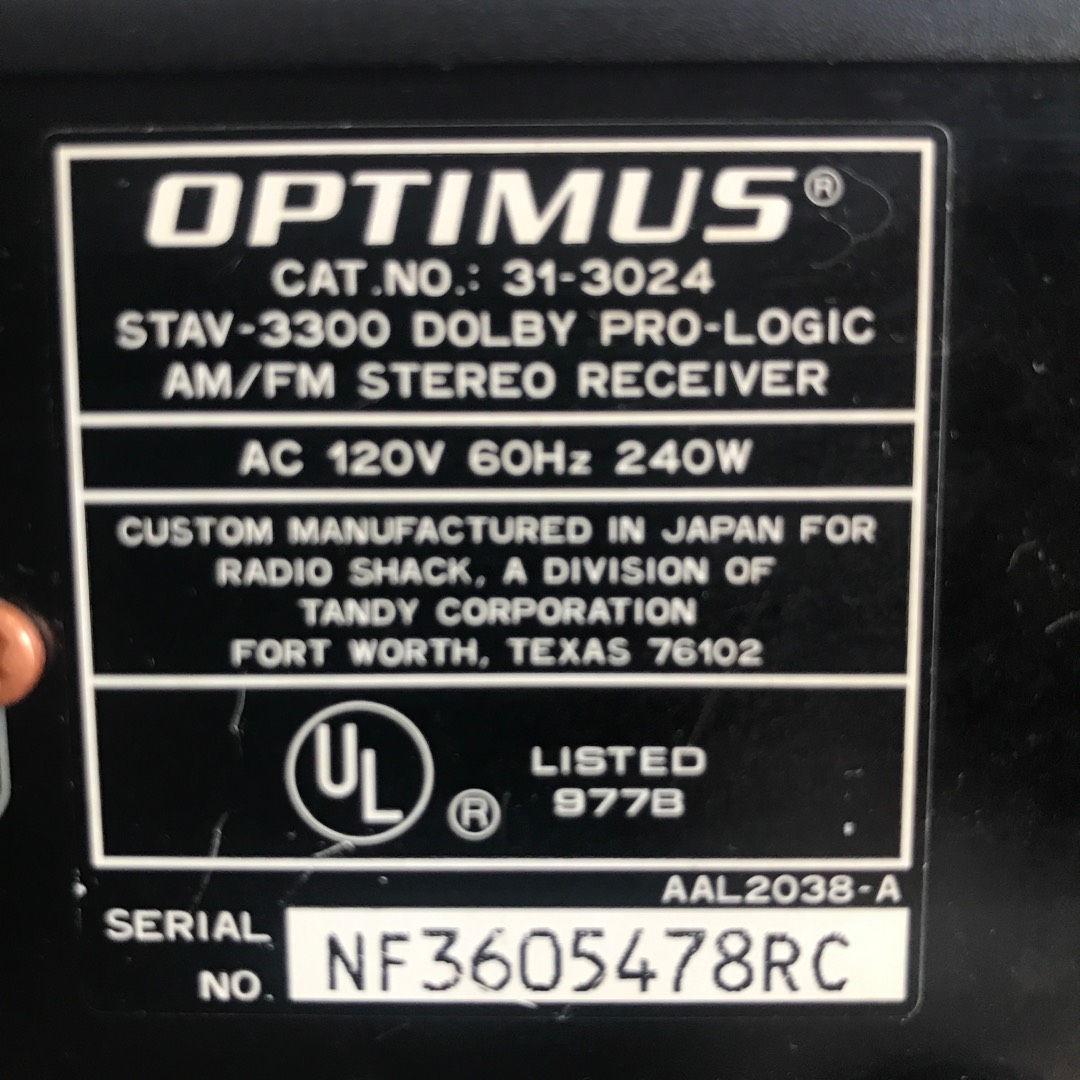 OPTIMUS®
CAT.NO.: 31-3024
STAV-3300 DOLBY PRO-LOGIC
AM/FM STEREO RECEIVER
AC 120V 60Hz 240W
CUSTOM MANUFACTURED IN JAPAN FOR
RADIO SHACK, A DIVISION OF
TANDY CORPORATION
FORT WORTH, TEXAS 76102
UL® LISTED
977B
AAL2038-A
SERIAL
NO. NF3605478RC